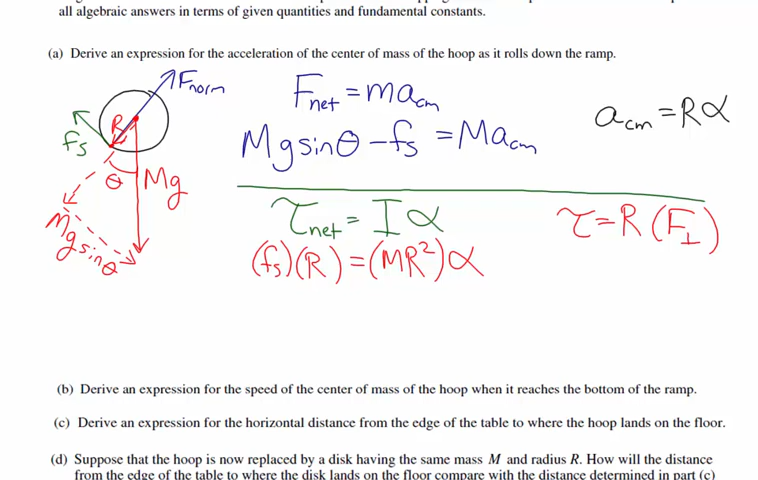 all algebraic answers in terms of given quantities and fundamental constants.
(a) Derive an expression for the acceleration of the center of mass of the hoop as it rolls down the ramp.
Fnorm
Fnet = macm
acm = Rα
R
fs
Mgsinθ - fs = Macm
θ
Mg
Mgsinθ
τnet = Iα
τ = R(F⊥)
(fs)(R) = (MR²)α
(b) Derive an expression for the speed of the center of mass of the hoop when it reaches the bottom of the ramp.
(c) Derive an expression for the horizontal distance from the edge of the table to where the hoop lands on the floor.
(d) Suppose that the hoop is now replaced by a disk having the same mass M and radius R. How will the distance
from the edge of the table to where the disk lands on the floor compare with the distance determined in part (c)